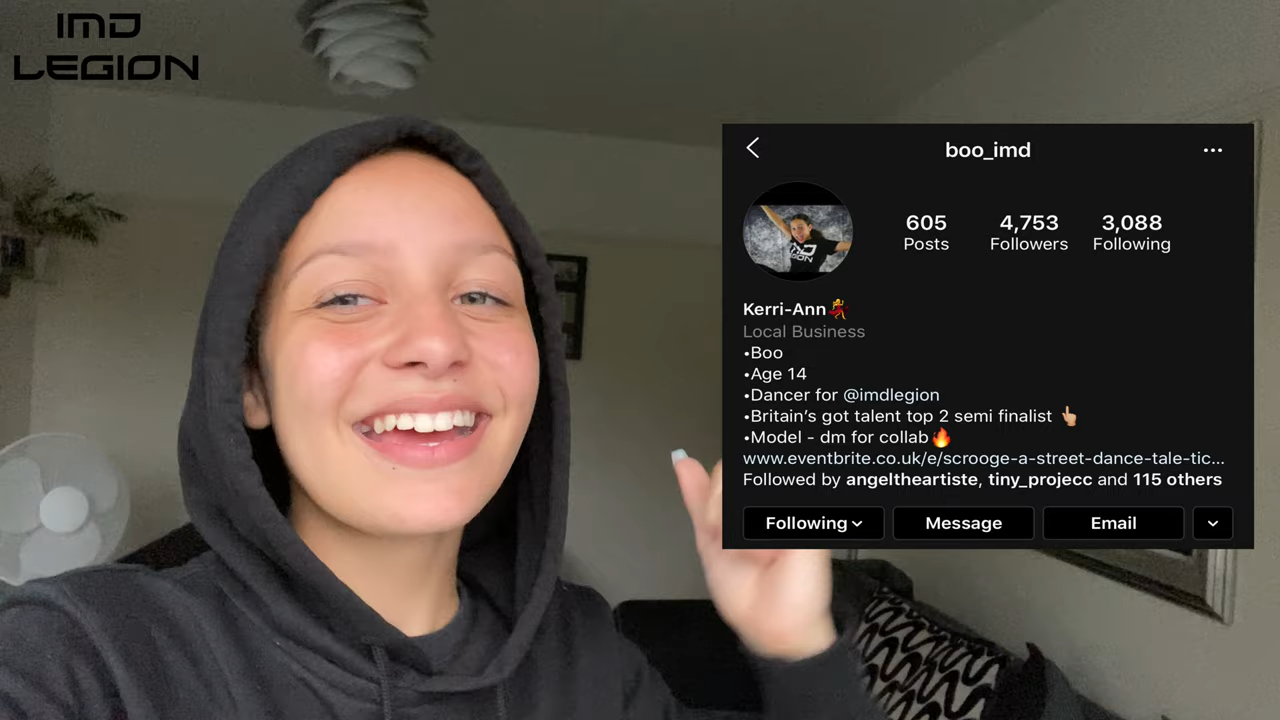 IMD
LEGION
boo_imd
605
Posts
4,753
Followers
3,088
Following
IMD
LEGION
Kerri-Ann💃
Local Business
•Boo
•Age 14
•Dancer for @imdlegion
•Britain’s got talent top 2 semi finalist 👆🏼
•Model - dm for collab🔥
www.eventbrite.co.uk/e/scrooge-a-street-dance-tale-tic...
Followed by angeltheartiste, tiny_projecc and 115 others
Following
Message
Email